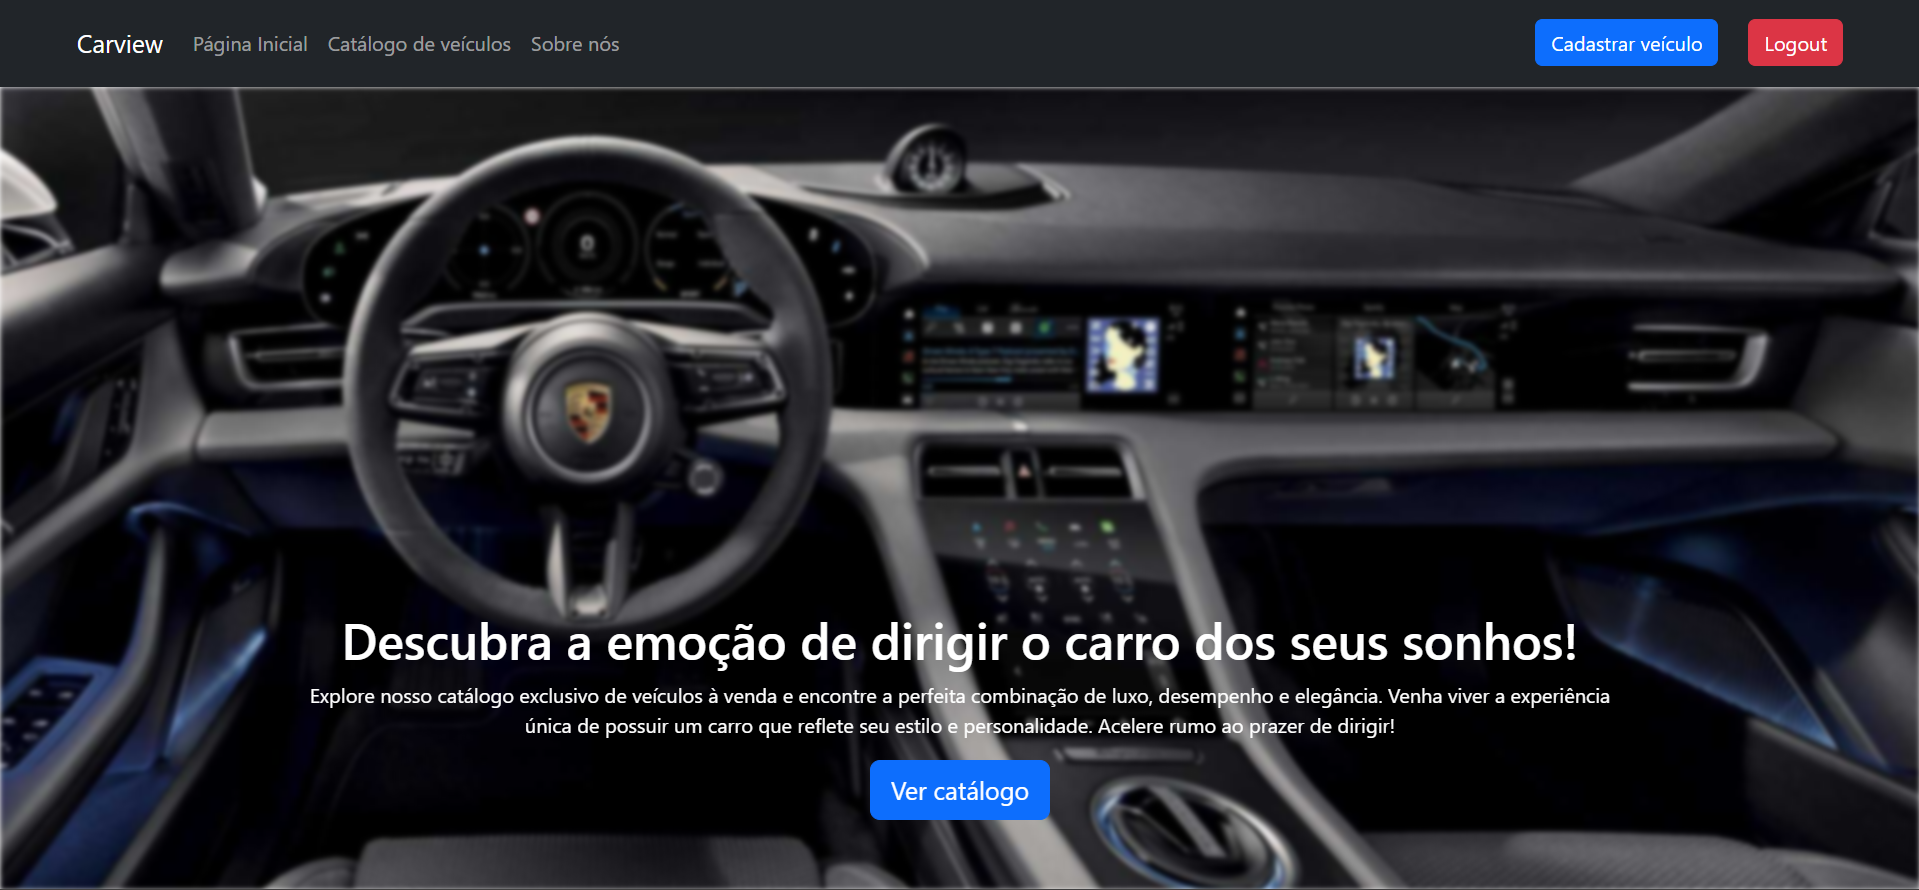 Carview
Página Inicial
Catálogo de veículos
Sobre nós
Cadastrar veículo
Logout
0
Descubra a emoção de dirigir o carro dos seus sonhos!
Explore nosso catálogo exclusivo de veículos à venda e encontre a perfeita combinação de luxo, desempenho e elegância. Venha viver a experiência
única de possuir um carro que reflete seu estilo e personalidade. Acelere rumo ao prazer de dirigir!
Ver catálogo